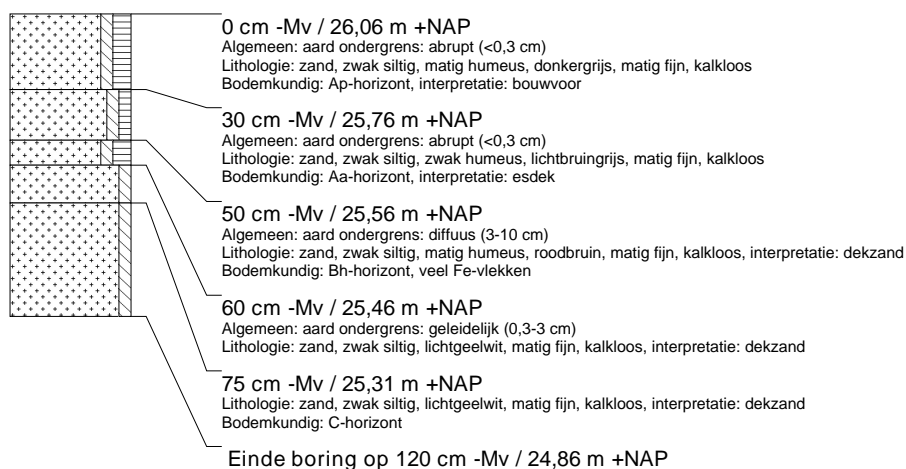 0 cm -Mv / 26,06 m +NAP
Algemeen: aard ondergrens: abrupt (<0,3 cm)
Lithologie: zand, zwak siltig, matig humeus, donkergrijs, matig fijn, kalkloos
Bodemkundig: Ap-horizont, interpretatie: bouwvoor
30 cm -Mv / 25,76 m +NAP
Algemeen: aard ondergrens: abrupt (<0,3 cm)
Lithologie: zand, zwak siltig, zwak humeus, lichtbruingrijs, matig fijn, kalkloos
Bodemkundig: Aa-horizont, interpretatie: esdek
50 cm -Mv / 25,56 m +NAP
Algemeen: aard ondergrens: diffuus (3-10 cm)
Lithologie: zand, zwak siltig, matig humeus, roodbruin, matig fijn, kalkloos, interpretatie: dekzand
Bodemkundig: Bh-horizont, veel Fe-vlekken
60 cm -Mv / 25,46 m +NAP
Algemeen: aard ondergrens: geleidelijk (0,3-3 cm)
Lithologie: zand, zwak siltig, lichtgeelwit, matig fijn, kalkloos, interpretatie: dekzand
75 cm -Mv / 25,31 m +NAP
Lithologie: zand, zwak siltig, lichtgeelwit, matig fijn, kalkloos, interpretatie: dekzand
Bodemkundig: C-horizont
Einde boring op 120 cm -Mv / 24,86 m +NAP